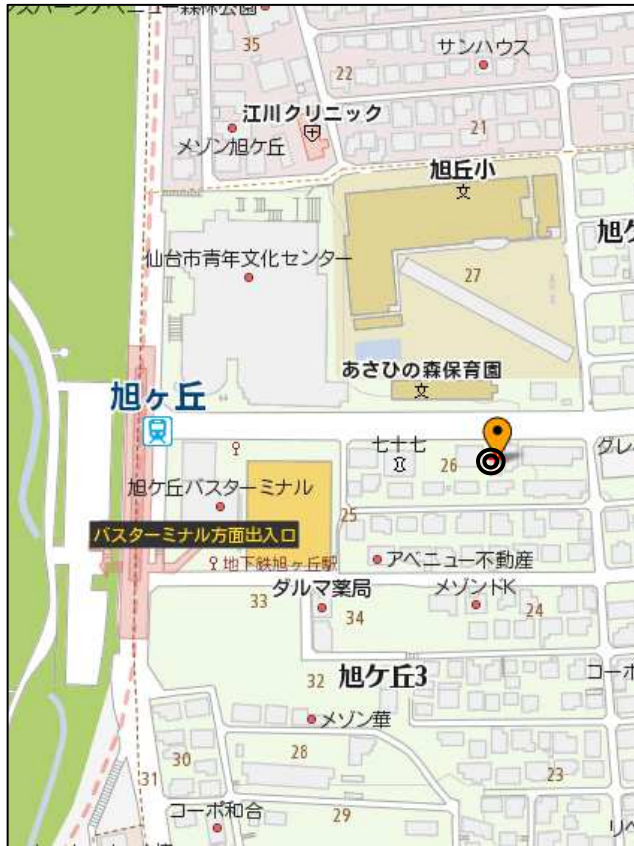 35
サンハウス
22
江川クリニック
21
メゾン旭ケ丘
旭丘小
旭ケ
仙台市青年文化センター
27
あさひの森保育園
旭ヶ丘
七十七
26
グレ
旭ケ丘バスターミナル
25
バスターミナル方面出入口
アベニュー不動産
地下鉄旭ヶ丘駅
ダルマ薬局
メゾンドK
33
34
24
32
旭ケ丘3
コーポ
メゾン華
28
30
31
23
コーポ和合
29